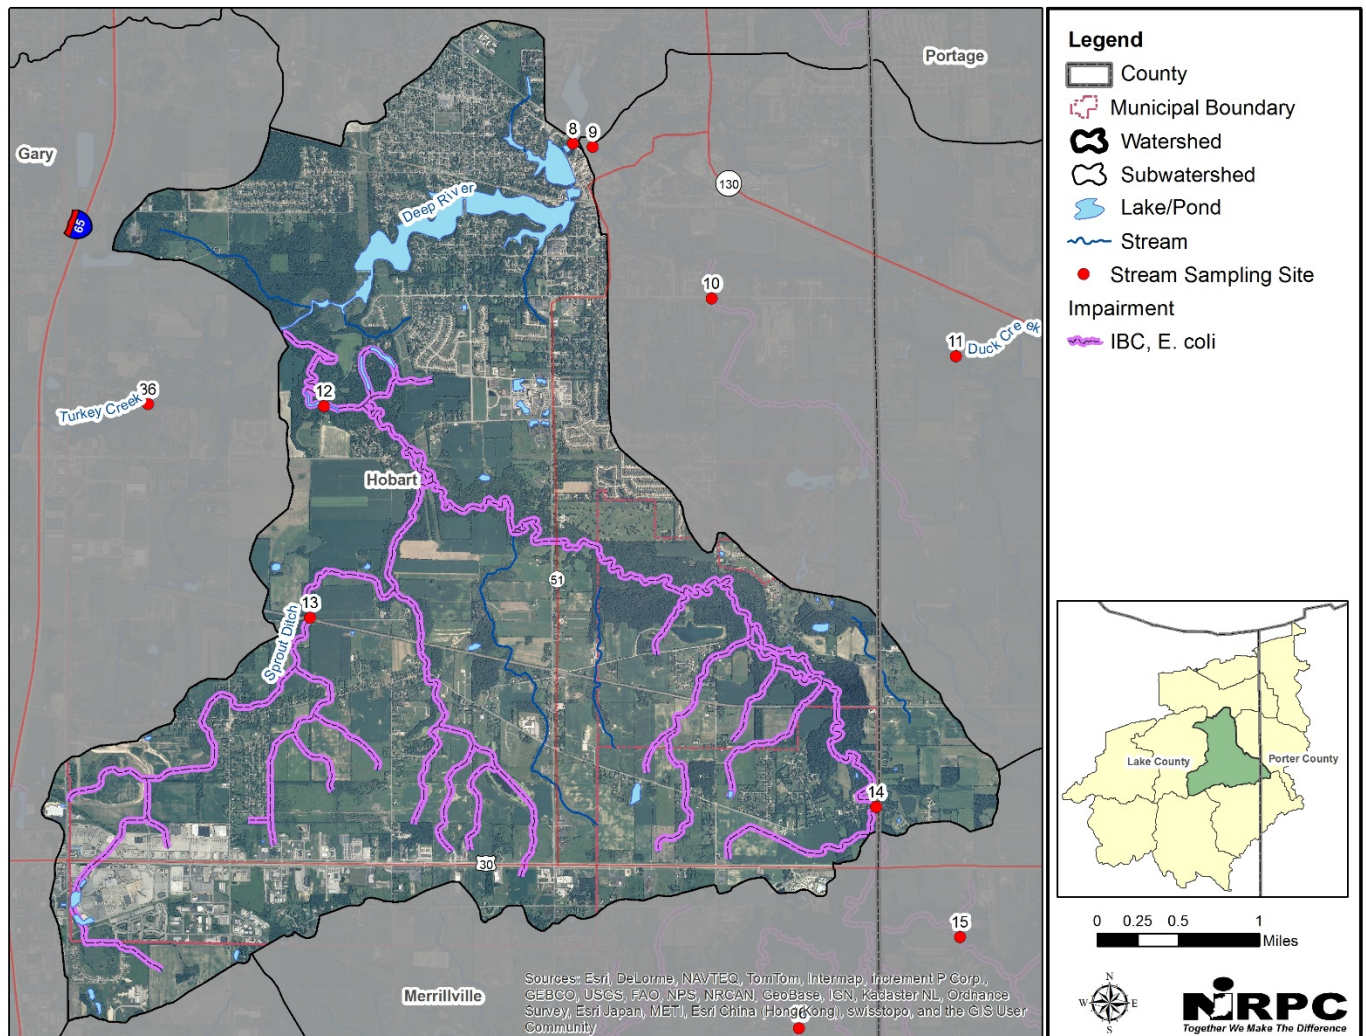 Portage
Gary
8
9
65
130
Deep River
10
11
Duck Creek
36
Turkey Creek
12
Hobart
51
13
Sprout Ditch
14
30
15
Merrillville
Sources: Esri, DeLorme, NAVTEQ, TomTom, Intermap, increment P Corp.,
GEBCO, USGS, FAO, NPS, NRCAN, GeoBase, IGN, Kadaster NL, Ordnance
Survey, Esri Japan, METI, Esri China (Hong Kong), swisstopo, and the GIS User
Community
Legend
County
Municipal Boundary
Watershed
Subwatershed
Lake/Pond
Stream
Stream Sampling Site
Impairment
IBC, E. coli
Lake County
Porter County
0 0.25 0.5 1
Miles
N
W E
S
NIRPC
Together We Make The Difference